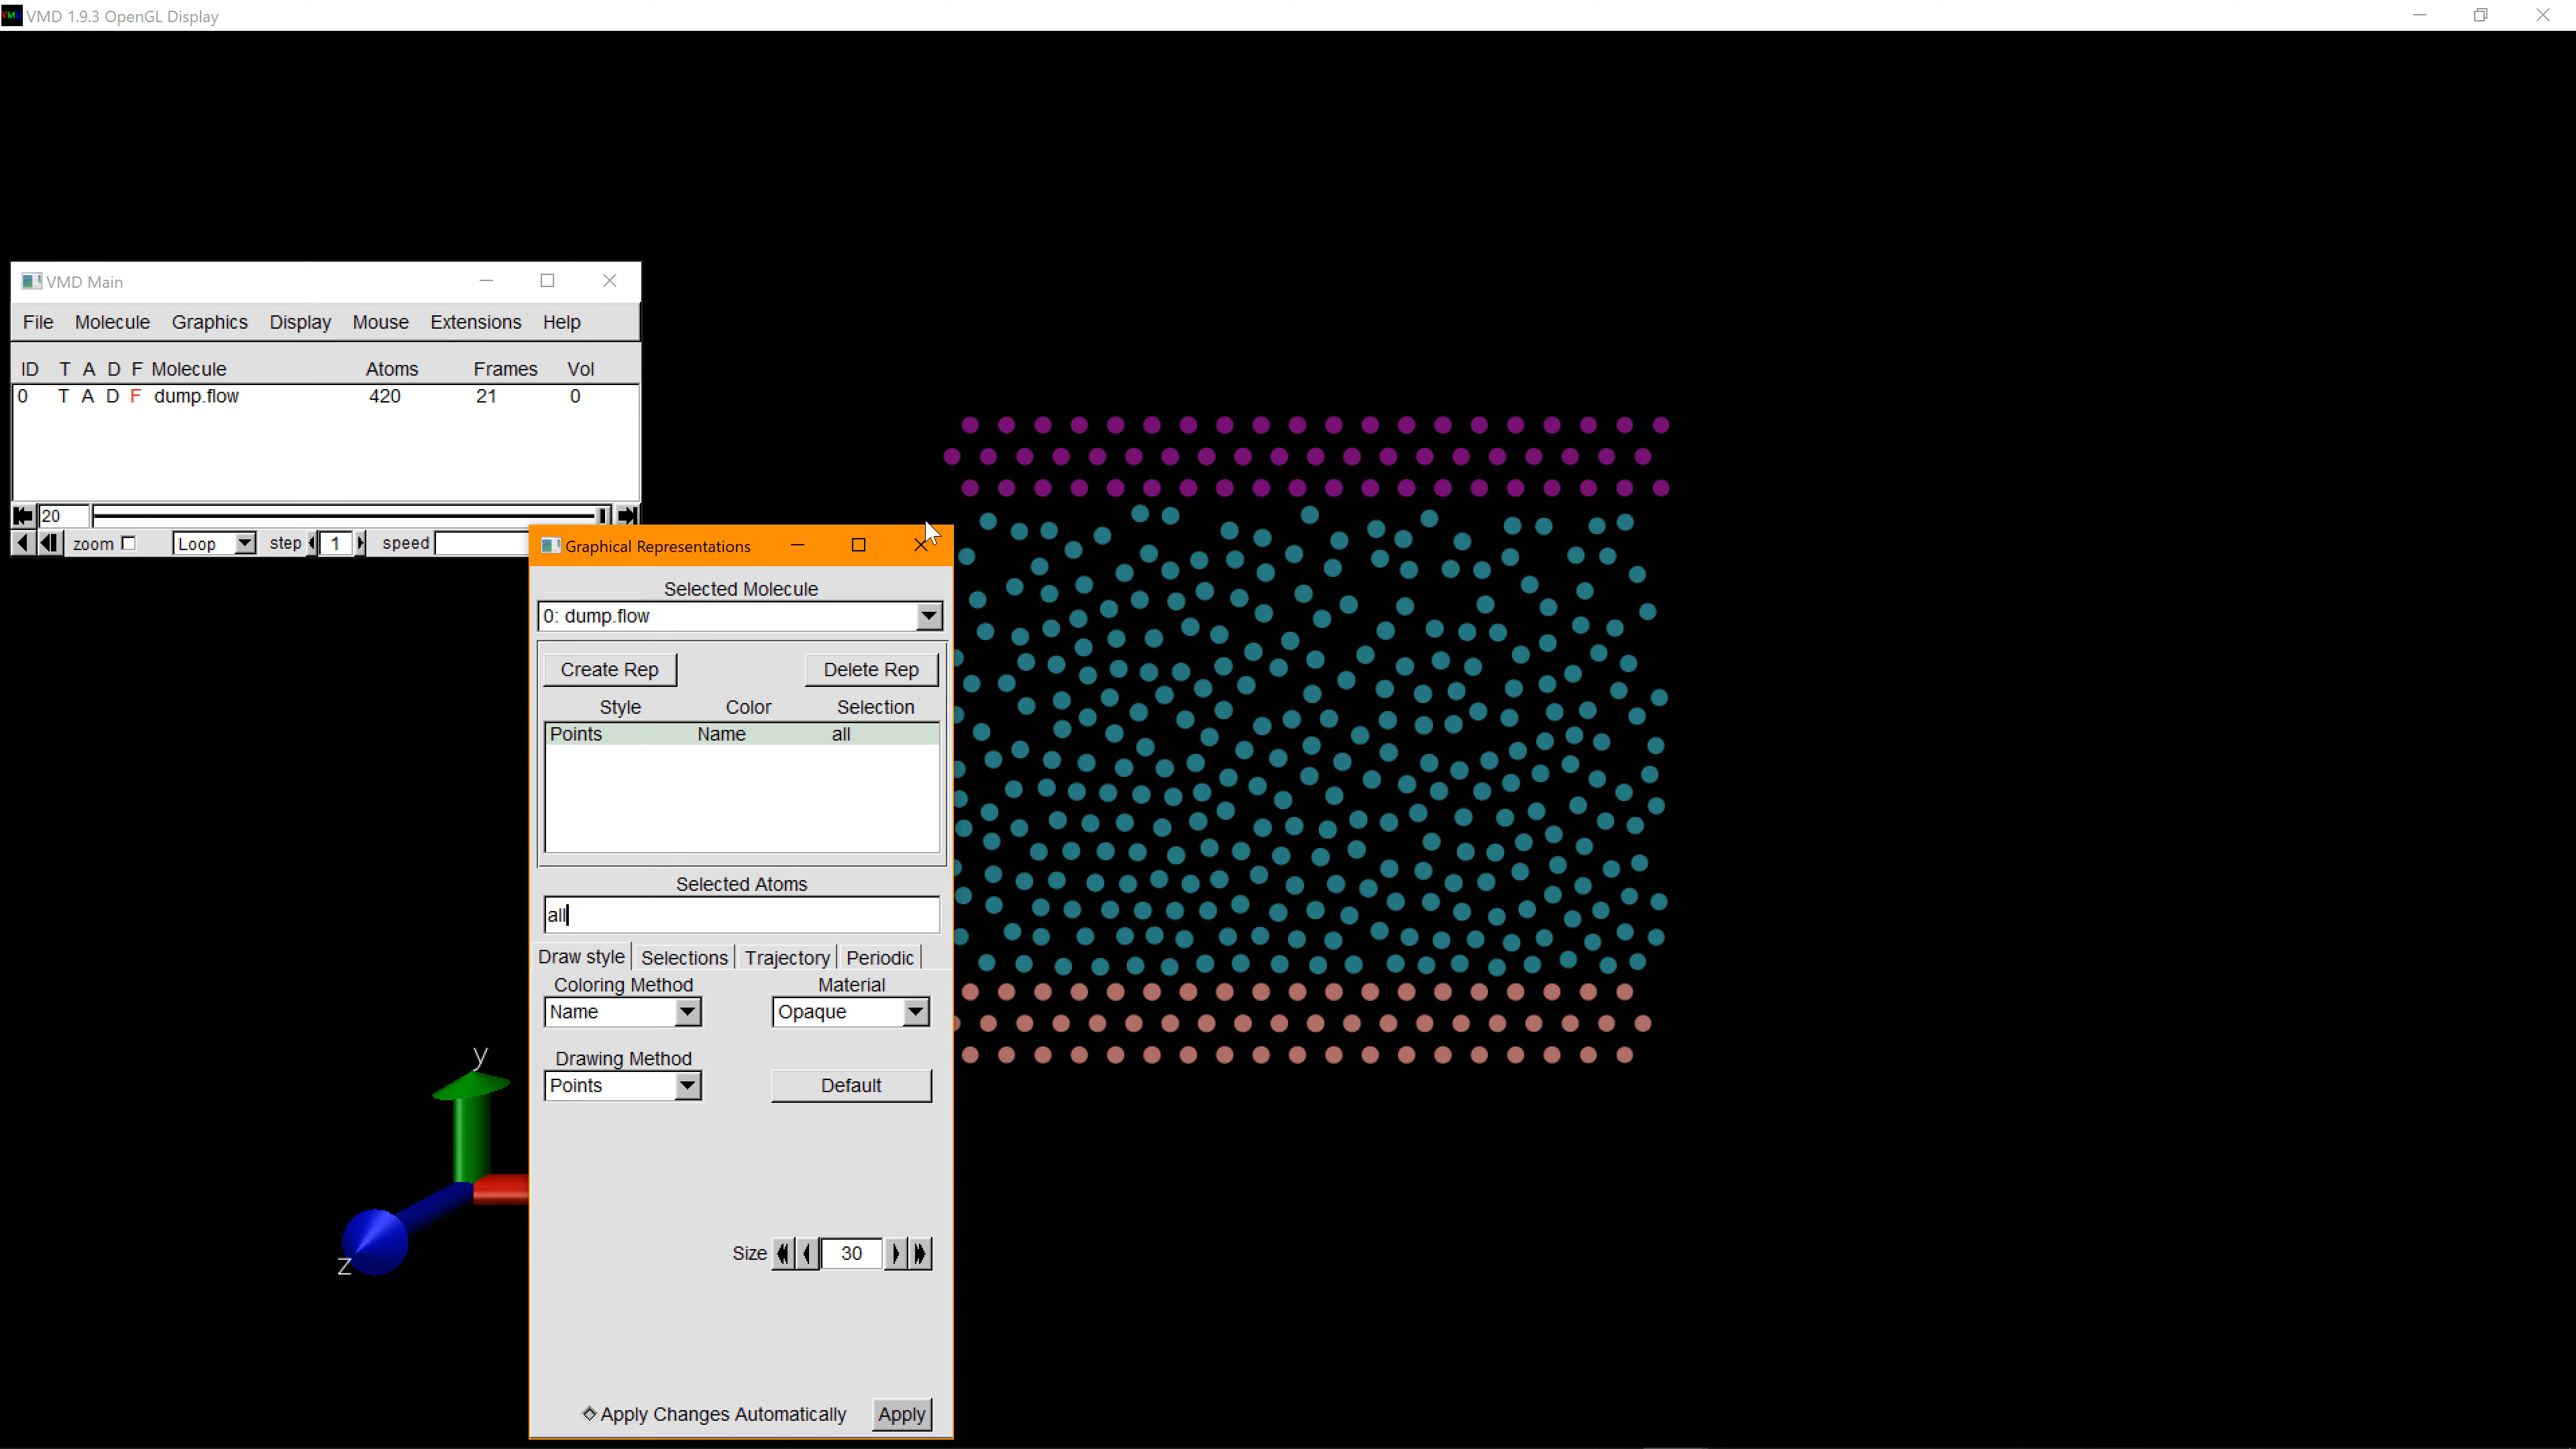 VMD 1.9.3 OpenGL Display
VMD Main
File Molecule Graphics Display Mouse Extensions Help
ID T A D F Molecule Atoms Frames Vol
0 T A D F dump.flow 420 21 0
20
zoom Loop step 1 speed
Graphical Representations
Selected Molecule
0: dump.flow
Create Rep Delete Rep
Style Color Selection
Points Name all
Selected Atoms
all
Draw style Selections Trajectory Periodic
Coloring Method Material
Name Opaque
Drawing Method
Points Default
Size 30
Apply Changes Automatically Apply
y
z